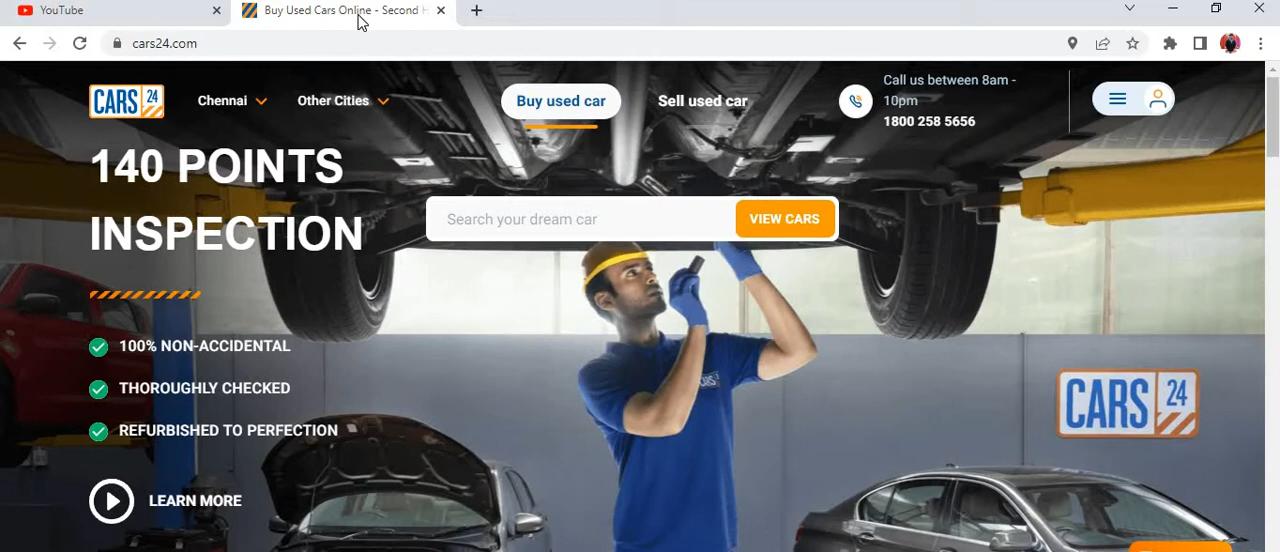 YouTube
Buy Used Cars Online - Second H
cars24.com
CARS 24
Chennai
Other Cities
Buy used car
Sell used car
Call us between 8am -
10pm
1800 258 5656
140 POINTS
INSPECTION
Search your dream car
VIEW CARS
100% NON-ACCIDENTAL
THOROUGHLY CHECKED
REFURBISHED TO PERFECTION
LEARN MORE
CARS
CARS 24